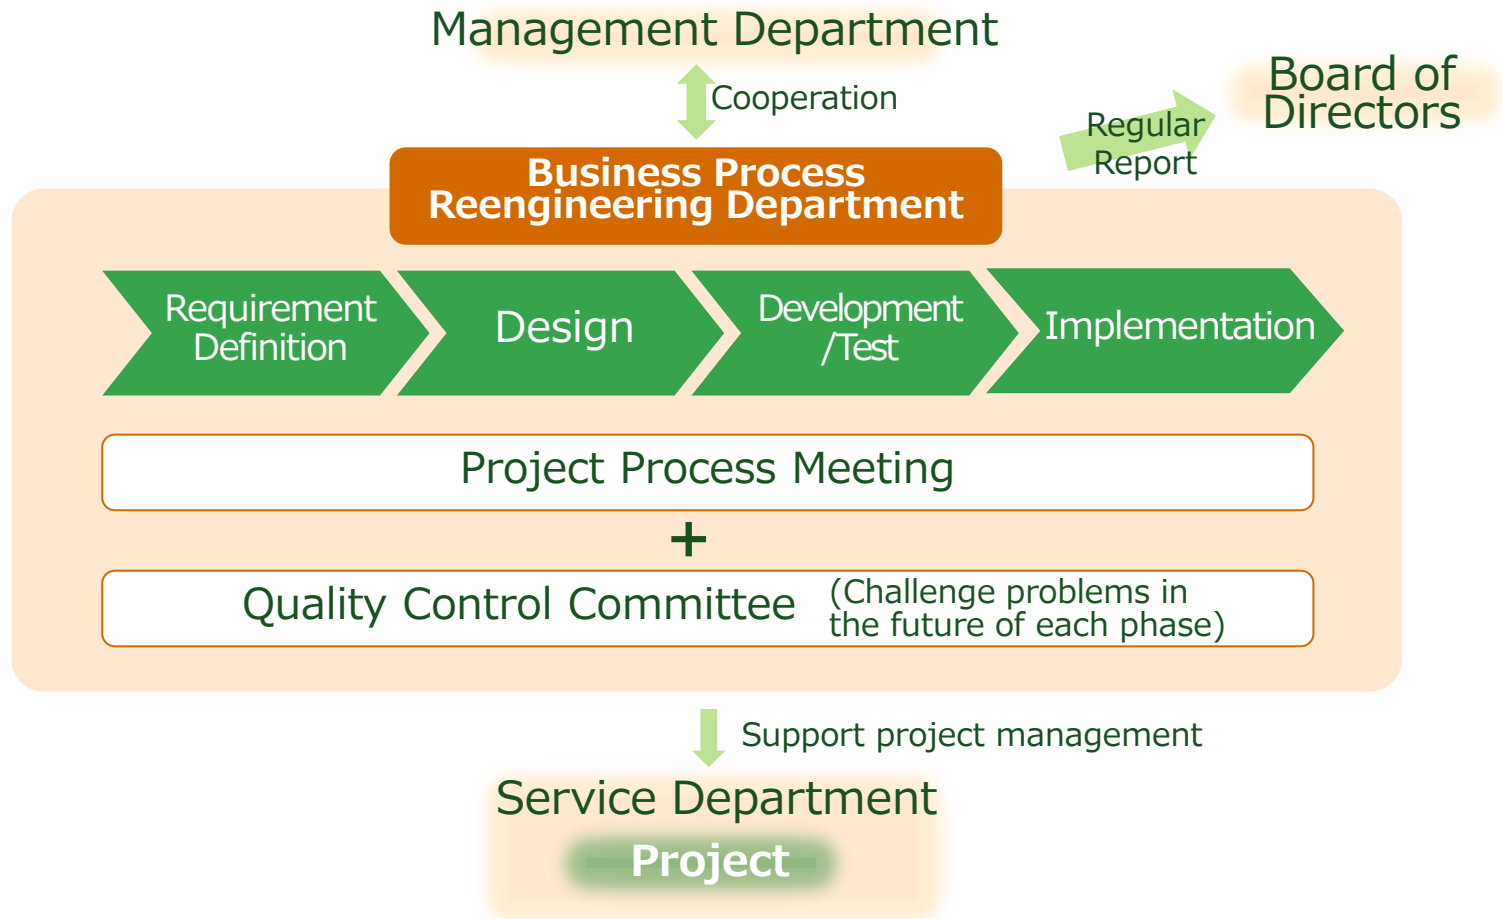 Management Department
Cooperation
Board of
Directors
Regular
Report
Business Process
Reengineering Department
Requirement
Definition
Design
Development
/Test
Implementation
Project Process Meeting
+
Quality Control Committee
(Challenge problems in
the future of each phase)
Support project management
Service Department
Project